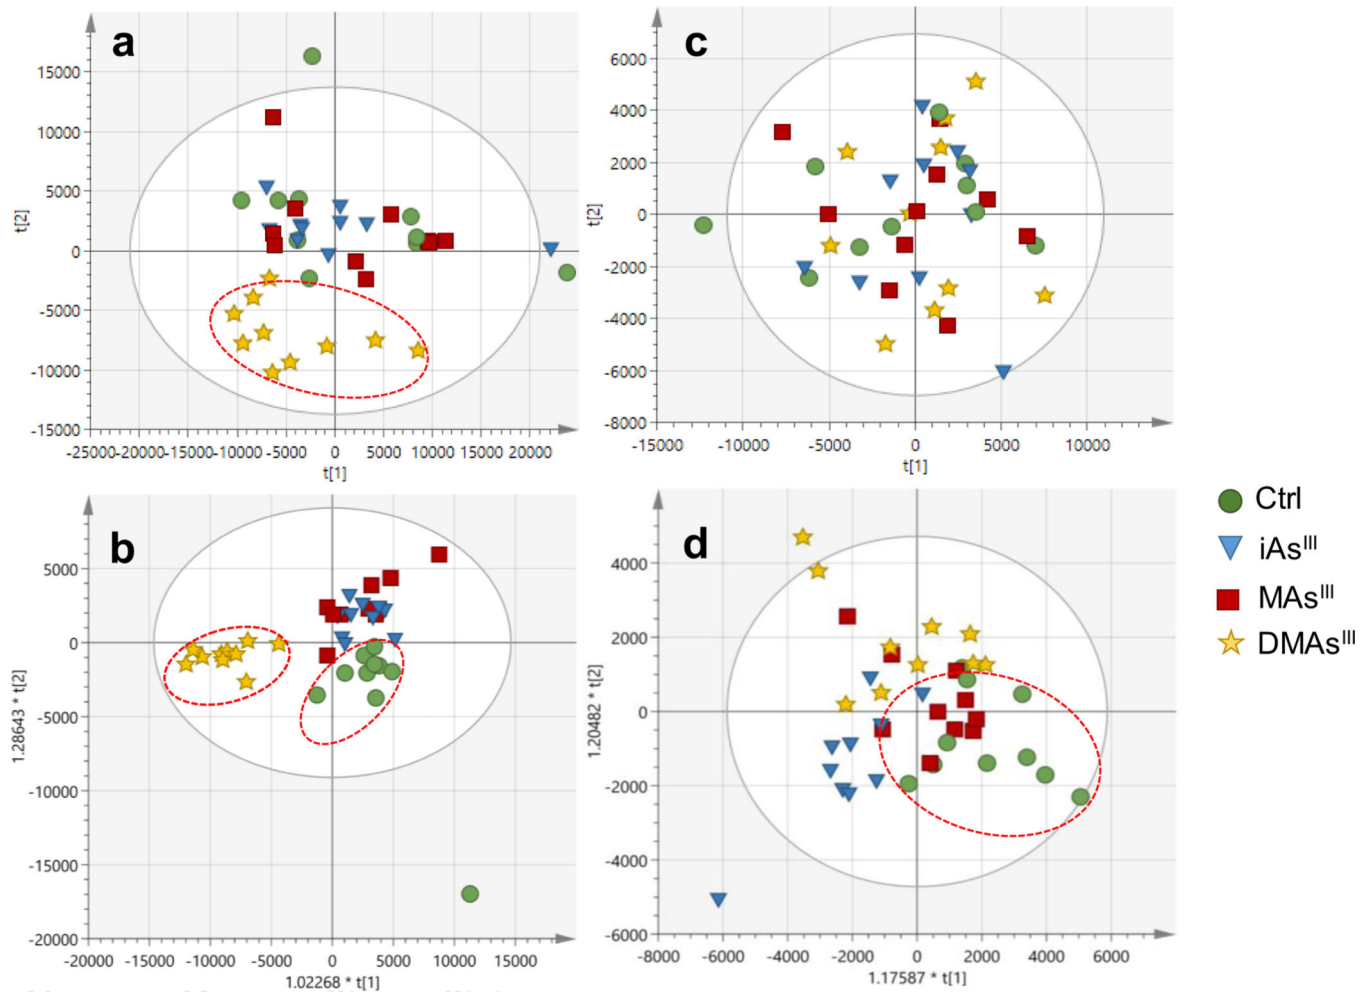 a
15000
10000
5000
0
-5000
-10000
-15000
t[2]
-25000-20000-15000-10000 -5000 0 5000 10000 15000 20000
t[1]
c
6000
4000
2000
0
-2000
-4000
-6000
-8000
t[2]
-15000 -10000 -5000 0 5000 10000
t[1]
b
5000
0
-5000
-10000
-15000
-20000
1.28643 * t[2]
-20000 -15000 -10000 -5000 0 5000 10000 15000
1.02268 * t[1]
d
4000
2000
0
-2000
-4000
-6000
1.20482 * t[2]
-8000 -6000 -4000 -2000 0 2000 4000 6000
1.17587 * t[1]
Ctrl
iAsIII
MAsIII
DMAsIII